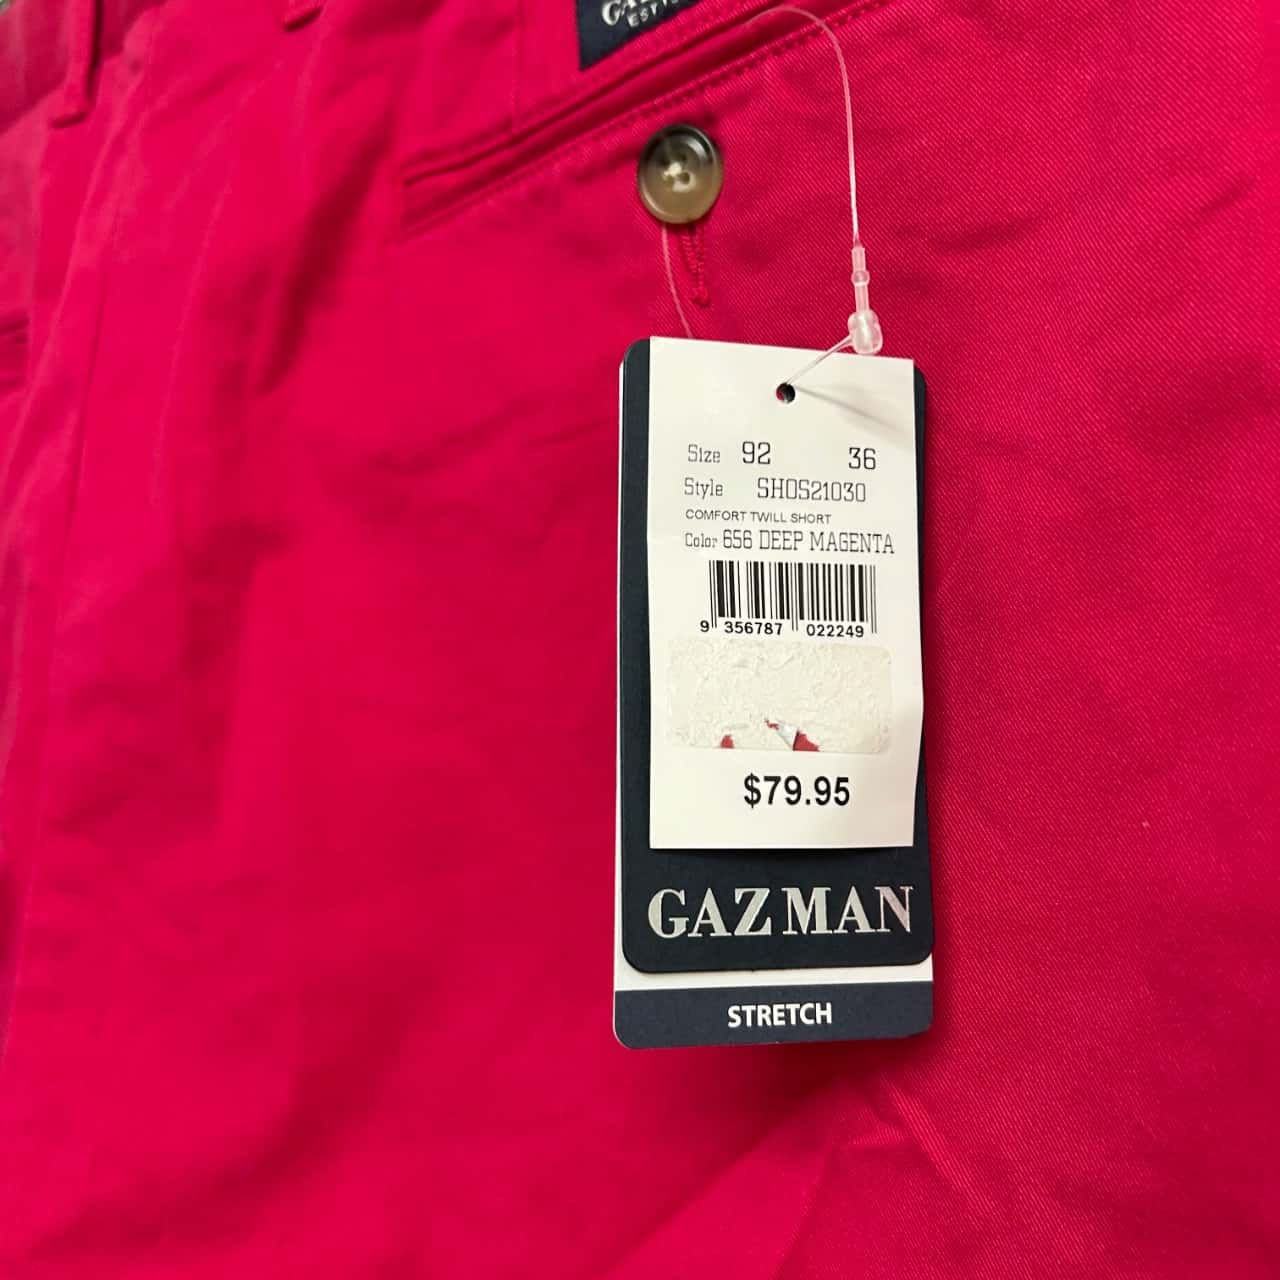 Size 92 36
Style SHOS21030
COMFORT TWILL SHORT
Color 656 DEEP MAGENTA
9 356787 022249
$79.95
GAZMAN
STRETCH